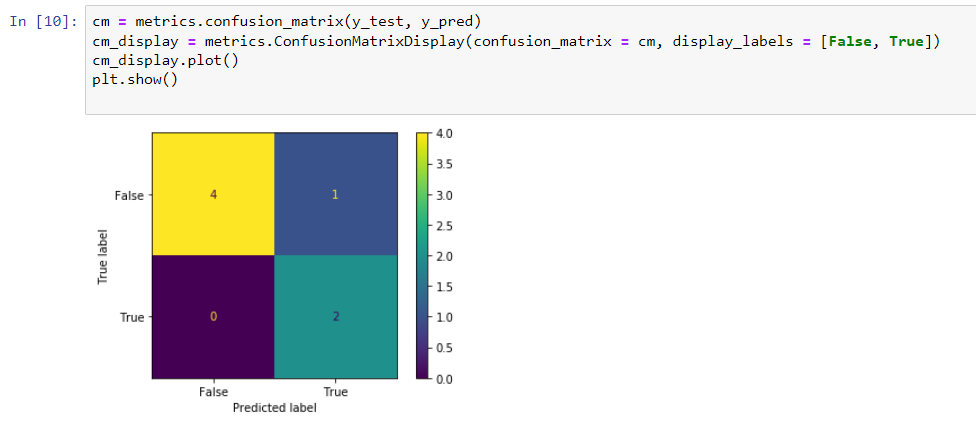 In [10]: cm = metrics.confusion_matrix(y_test, y_pred)
cm_display = metrics.ConfusionMatrixDisplay(confusion_matrix = cm, display_labels = [False, True])
cm_display.plot()
plt.show()
4.0
3.5
False 4 1
3.0
2.5
True label
2.0
1.5
True 0 2
1.0
0.5
0.0
False True
Predicted label